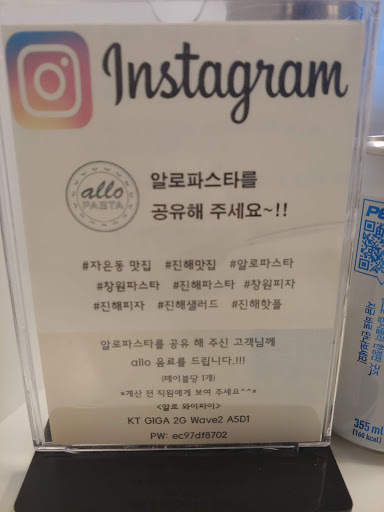 Instagram
allo
PASTA
알로파스타를
공유해 주세요~!!
#자은동 맛집 #진해맛집 #알로파스타
#창원파스타 #진해파스타 #창원피자
#진해피자 #진해샐러드 #진해핫플
알로파스타를 공유 해 주신 고객님께
allo 음료를 드립니다.!!!
(테이블당 1개)
*계산 전 직원에게 보여 주세요^^*
<알로 와이파이>
KT GIGA 2G Wave2 A5D1
PW: ec97df8702
355 mL
(160 kcal)